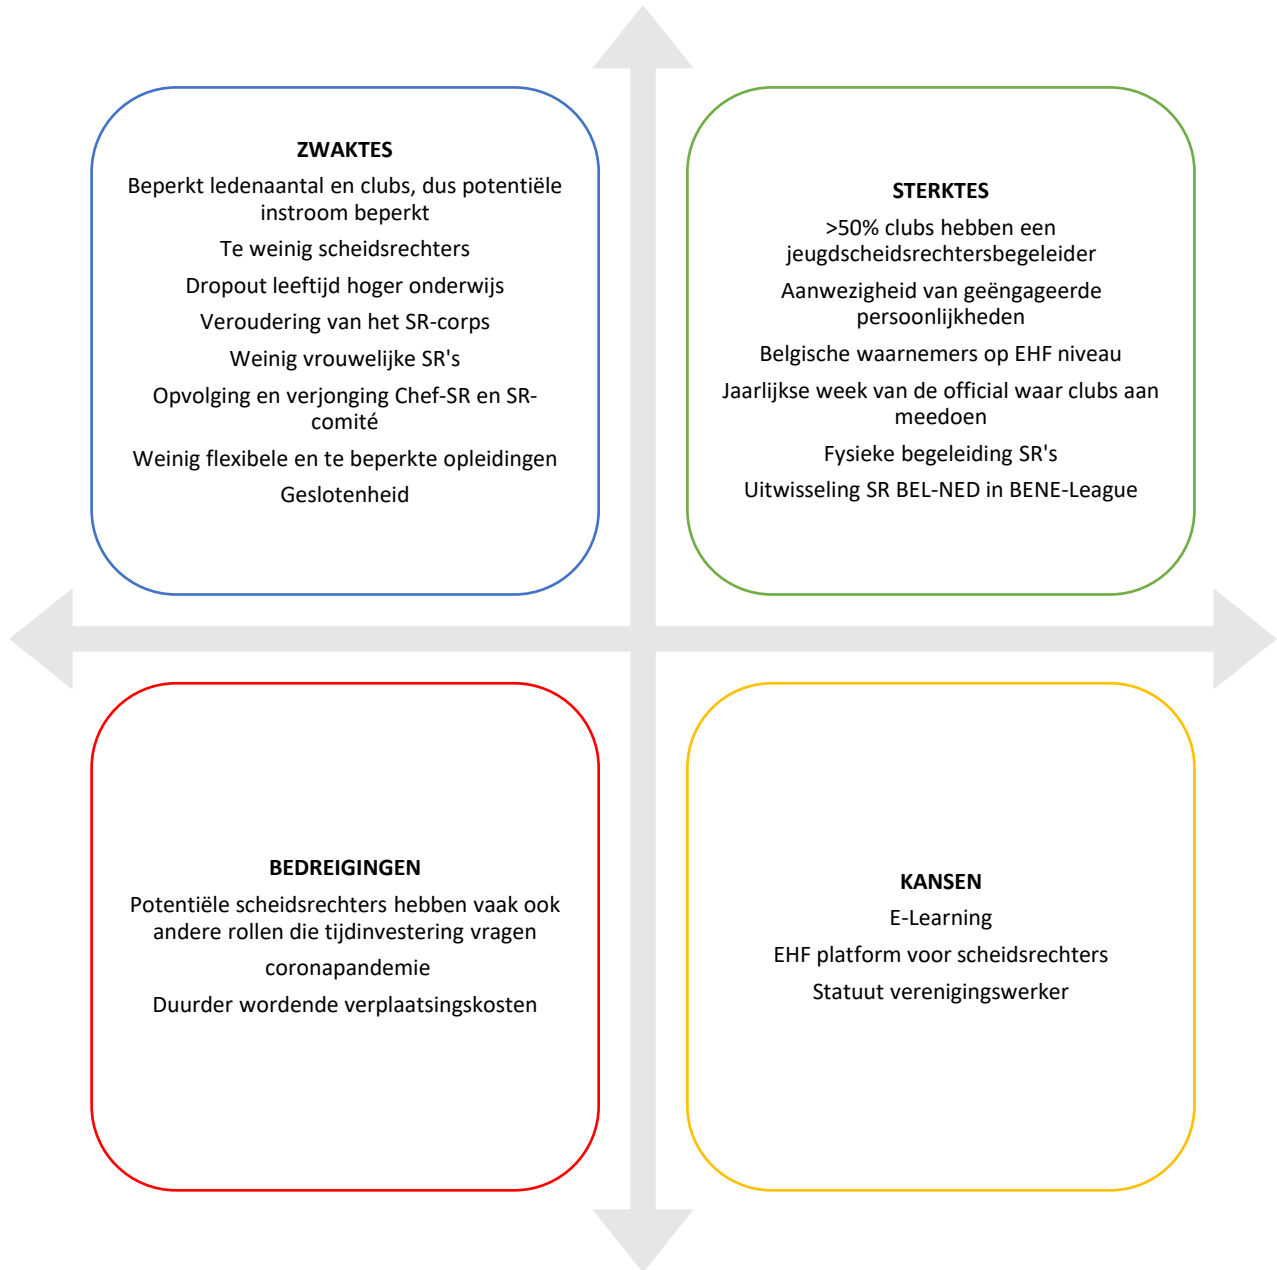 ZWAKTES
Beperkt ledenaantal en clubs, dus potentiële
instroom beperkt
Te weinig scheidsrechters
Dropout leeftijd hoger onderwijs
Veroudering van het SR-corps
Weinig vrouwelijke SR's
Opvolging en verjonging Chef-SR en SR-
comité
Weinig flexibele en te beperkte opleidingen
Geslotenheid
STERKTES
>50% clubs hebben een
jeugdscheidsrechtersbegeleider
Aanwezigheid van geëngageerde
persoonlijkheden
Belgische waarnemers op EHF niveau
Jaarlijkse week van de official waar clubs aan
meedoen
Fysieke begeleiding SR's
Uitwisseling SR BEL-NED in BENE-League
BEDREIGINGEN
Potentiële scheidsrechters hebben vaak ook
andere rollen die tijdinvestering vragen
coronapandemie
Duurder wordende verplaatsingskosten
KANSEN
E-Learning
EHF platform voor scheidsrechters
Statuut verenigingswerker